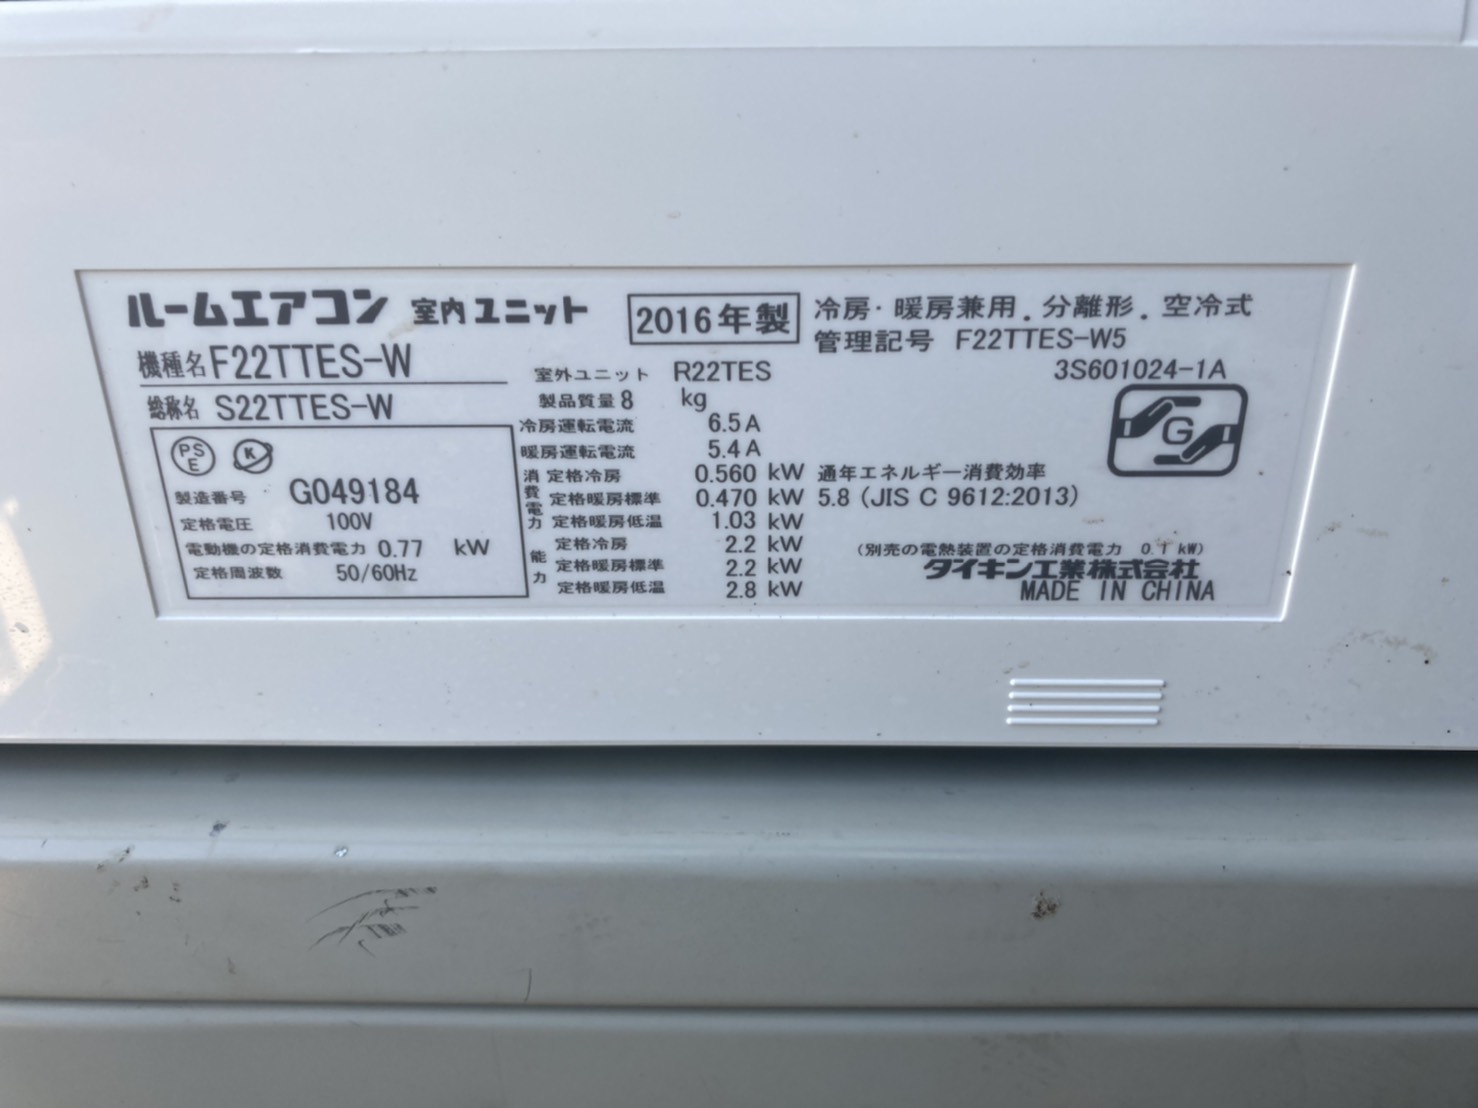 ルームエアコン 室内ユニット 2016年製 冷房・暖房兼用．分離形．空冷式
管理記号 F22TTES-W5
機種名 F22TTES-W 室外ユニット R22TES 3S601024-1A
総称名 S22TTES-W 製品質量 8 kg
冷房運転電流 6.5 A
暖房運転電流 5.4 A
消費電力 定格冷房 0.560 kW 通年エネルギー消費効率
定格暖房標準 0.470 kW 5.8 (JIS C 9612:2013)
定格暖房低温 1.03 kW
能力 定格冷房 2.2 kW (別売の電熱装置の定格消費電力 0.1 kW)
定格暖房標準 2.2 kW ダイキン工業株式会社
定格暖房低温 2.8 kW MADE IN CHINA
PS
E
K
製造番号 G049184
定格電圧 100V
電動機の定格消費電力 0.77 kW
定格周波数 50/60Hz
G